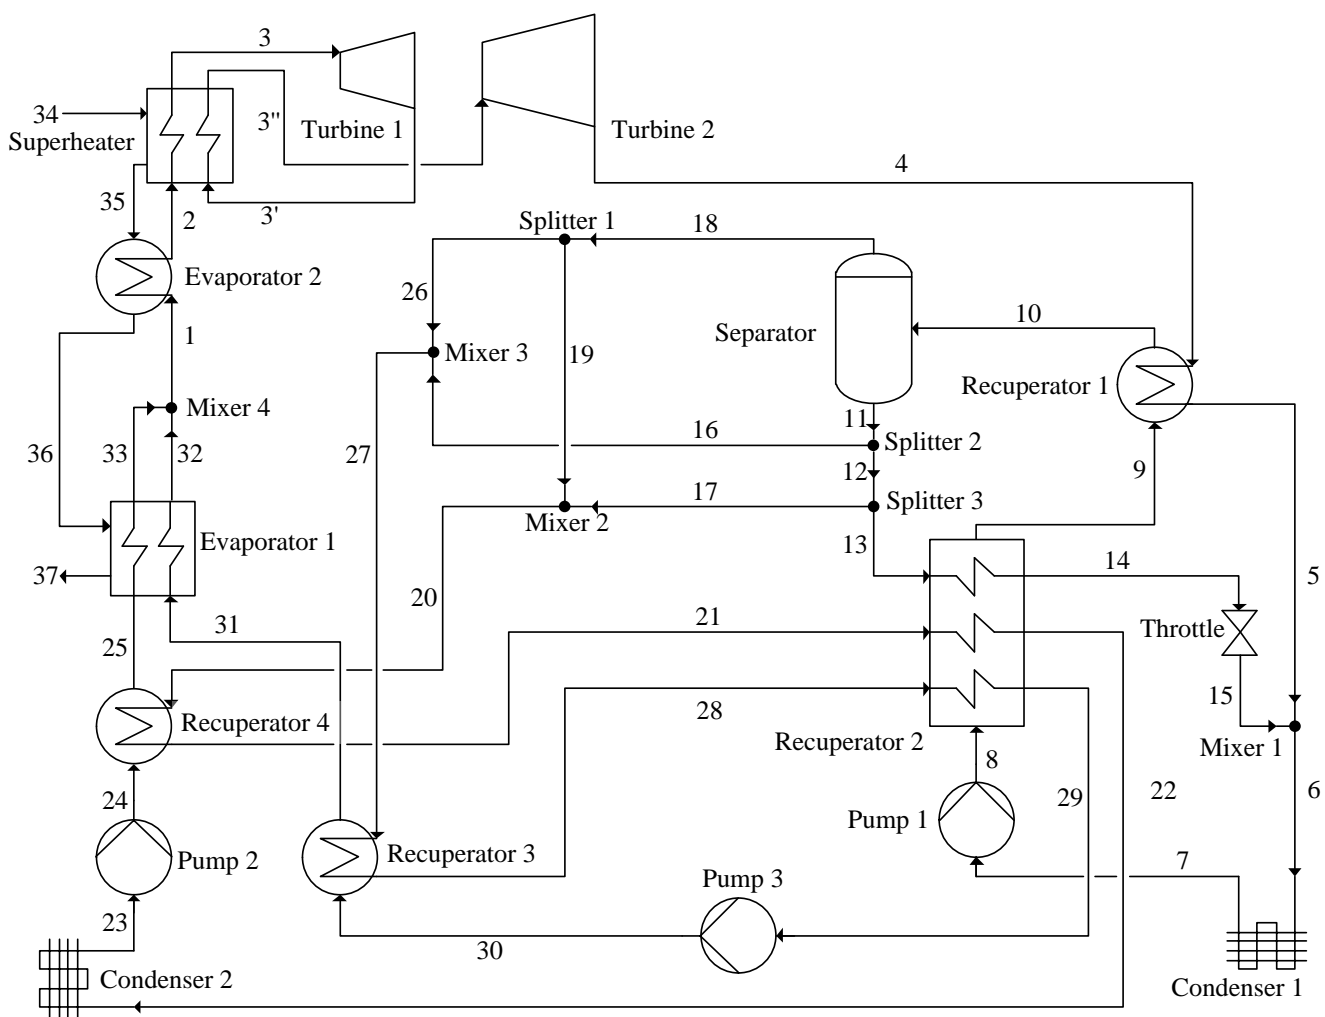 3
34
Superheater
3''
Turbine 1
Turbine 2
4
35
2
3'
Splitter 1
18
Evaporator 2
26
10
1
Mixer 3
19
Separator
Recuperator 1
Mixer 4
11
36
33
32
27
16
Splitter 2
12
9
17
Splitter 3
Mixer 2
Evaporator 1
13
14
37
5
20
31
21
Throttle
25
28
15
Recuperator 4
Recuperator 2
Mixer 1
8
24
29
22
6
Pump 1
Pump 2
Recuperator 3
7
Pump 3
23
30
Condenser 2
Condenser 1